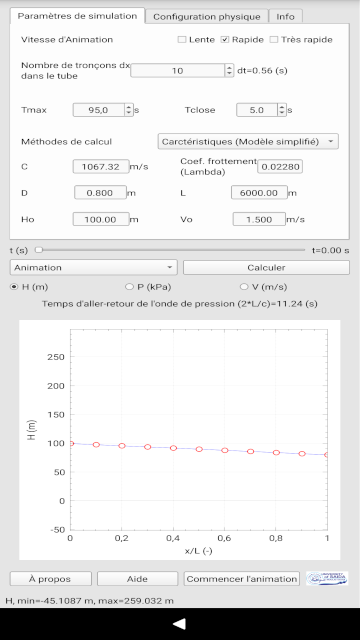 Paramètres de simulation Configuration physique Info
Vitesse d'Animation Lente Rapide Très rapide
Nombre de tronçons dx
dans le tube 10 dt=0.56 (s)
Tmax 95,0 s Tclose 5.0 s
Méthodes de calcul Carctéristiques (Modèle simplifié)
C 1067.32 m/s Coef. frottement
(Lambda) 0.02280
D 0.800 m L 6000.00 m
Ho 100.00 m Vo 1.500 m/s
t (s) t=0.00 s
Animation Calculer
H (m) P (kPa) V (m/s)
Temps d'aller-retour de l'onde de pression (2*L/c)=11.24 (s)
H (m)
250
200
150
100
50
0
-50
0 0,2 0,4 0,6 0,8 1
x/L (-)
À propos Aide Commencer l'animation
H, min=-45.1087 m, max=259.032 m